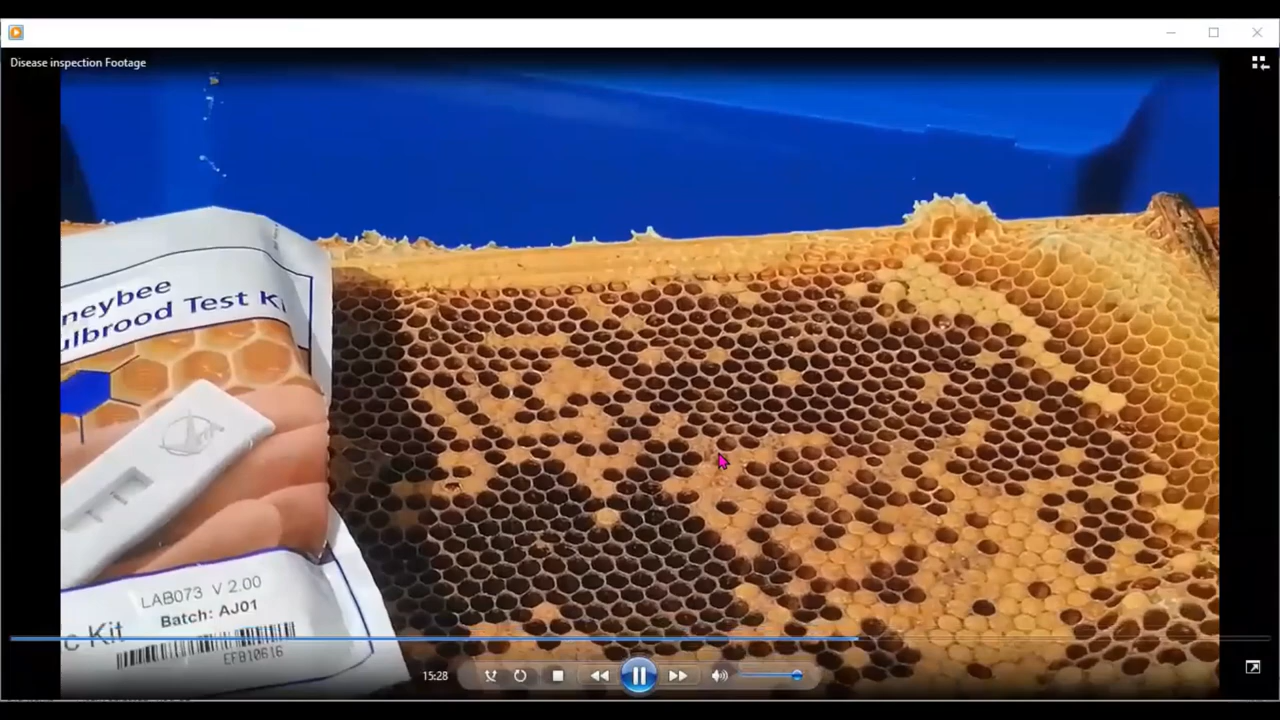 Disease inspection Footage
neybee
ulbrood Test Ki
LAB073 V 2.00
Batch: AJ01
c Kit
EFB10616
15:28